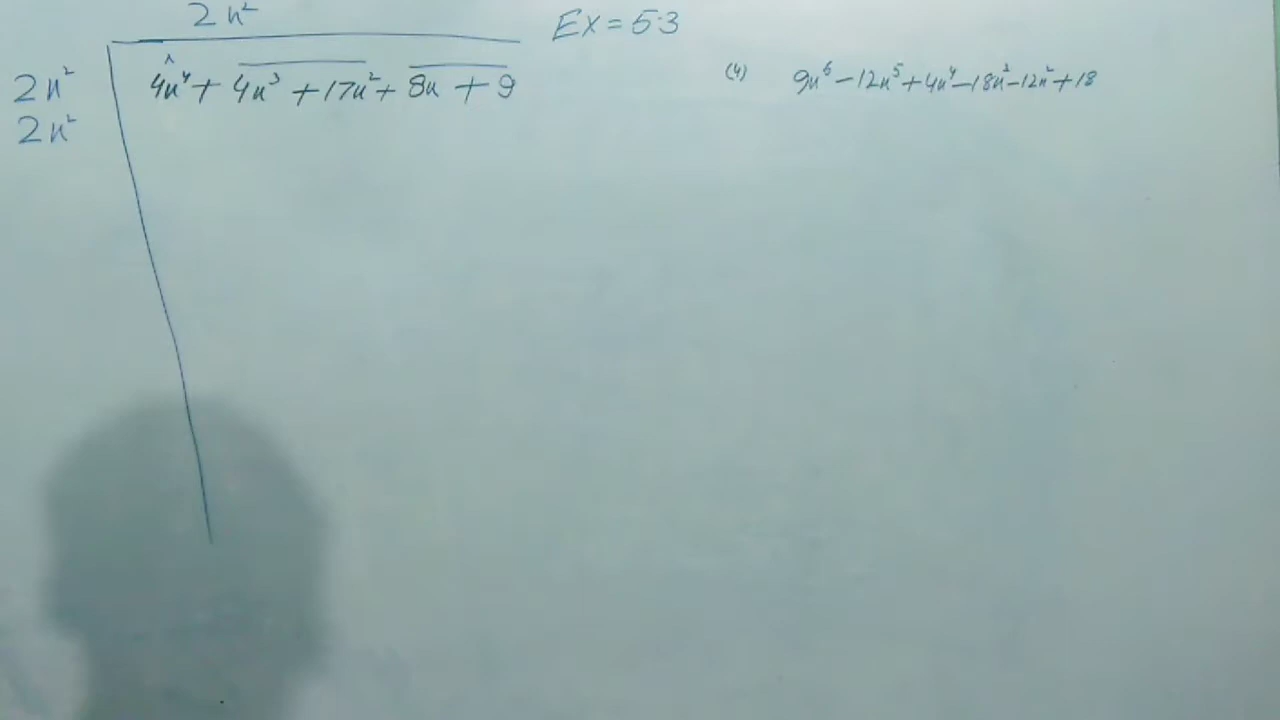 2x²
Ex = 5.3
2x² 4x⁴ + 4x³ + 17x² + 8x + 9
2x²
(4) 9x⁶ - 12x⁵ + 4x⁴ - 18x³ - 12x² + 18